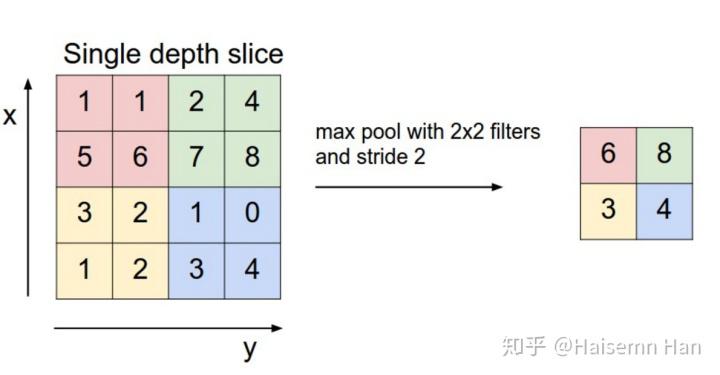 Single depth slice
x
1 1 2 4
5 6 7 8
3 2 1 0
1 2 3 4
y
max pool with 2x2 filters
and stride 2
6 8
3 4
知乎 @Haisernn Han